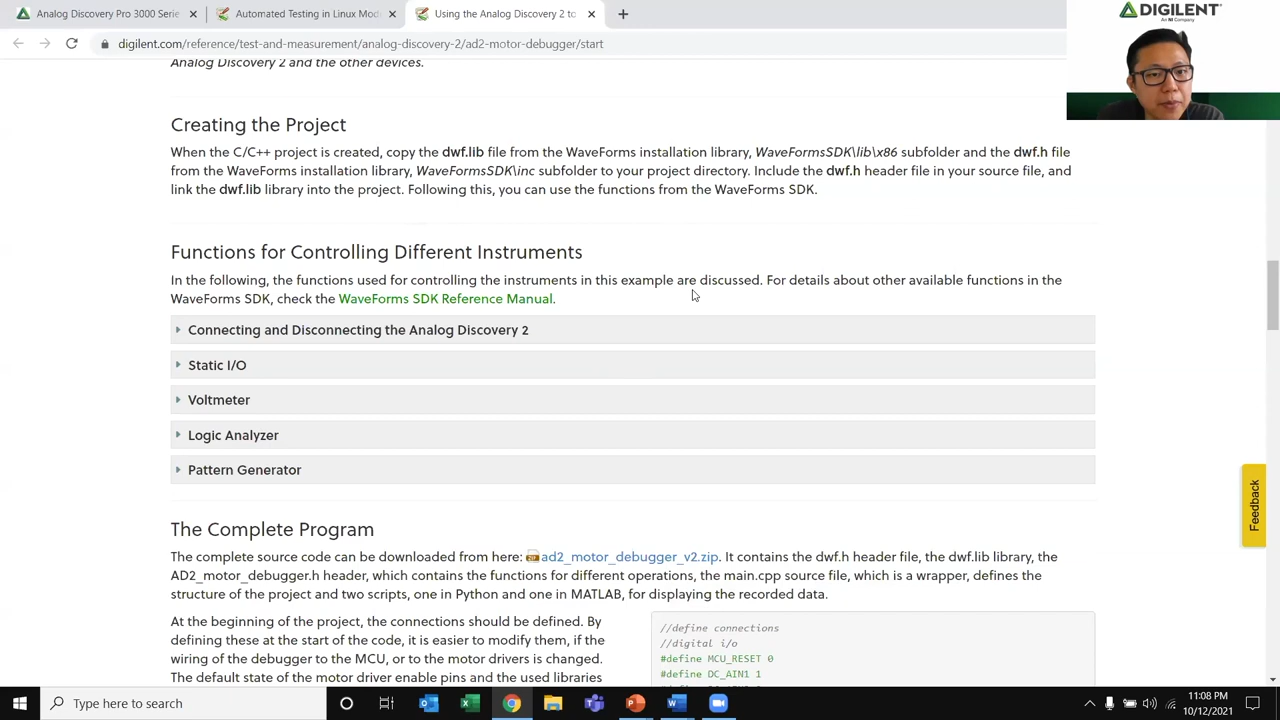 Analog Discovery Pro 3000 Serie
Automated Testing in Linux Mod
Using the Analog Discovery 2 to
DIGILENT
An NI Company
digilent.com/reference/test-and-measurement/analog-discovery-2/ad2-motor-debugger/start
Analog Discovery 2 and the other devices.
Creating the Project
When the C/C++ project is created, copy the dwf.lib file from the WaveForms installation library, WaveFormsSDK\lib\x86 subfolder and the dwf.h file
from the WaveForms installation library, WaveFormsSDK\inc subfolder to your project directory. Include the dwf.h header file in your source file, and
link the dwf.lib library into the project. Following this, you can use the functions from the WaveForms SDK.
Functions for Controlling Different Instruments
In the following, the functions used for controlling the instruments in this example are discussed. For details about other available functions in the
WaveForms SDK, check the WaveForms SDK Reference Manual.
Connecting and Disconnecting the Analog Discovery 2
Static I/O
Voltmeter
Logic Analyzer
Pattern Generator
Feedback
The Complete Program
The complete source code can be downloaded from here: ad2_motor_debugger_v2.zip. It contains the dwf.h header file, the dwf.lib library, the
AD2_motor_debugger.h header, which contains the functions for different operations, the main.cpp source file, which is a wrapper, defines the
structure of the project and two scripts, one in Python and one in MATLAB, for displaying the recorded data.
At the beginning of the project, the connections should be defined. By
defining these at the start of the code, it is easier to modify them, if the
wiring of the debugger to the MCU, or to the motor drivers is changed.
The default state of the motor driver enable pins and the used libraries
//define connections
//digital i/o
#define MCU_RESET 0
#define DC_AIN1 1
Type here to search
11:08 PM
10/12/2021